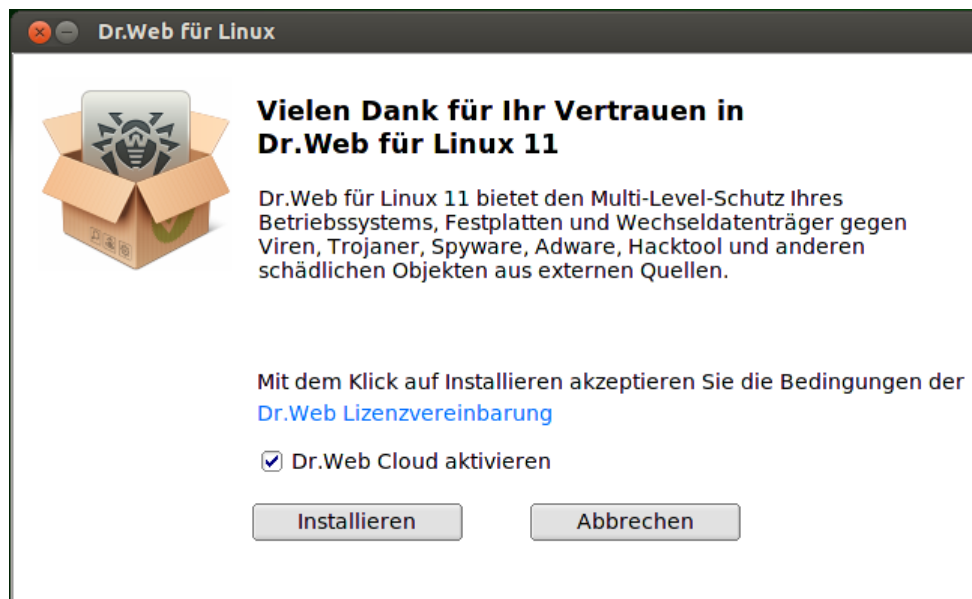 Dr.Web für Linux
Vielen Dank für Ihr Vertrauen in
Dr.Web für Linux 11
Dr.Web für Linux 11 bietet den Multi-Level-Schutz Ihres
Betriebssystems, Festplatten und Wechseldatenträger gegen
Viren, Trojaner, Spyware, Adware, Hacktool und anderen
schädlichen Objekten aus externen Quellen.
Mit dem Klick auf Installieren akzeptieren Sie die Bedingungen der
Dr.Web Lizenzvereinbarung
Dr.Web Cloud aktivieren
Installieren
Abbrechen